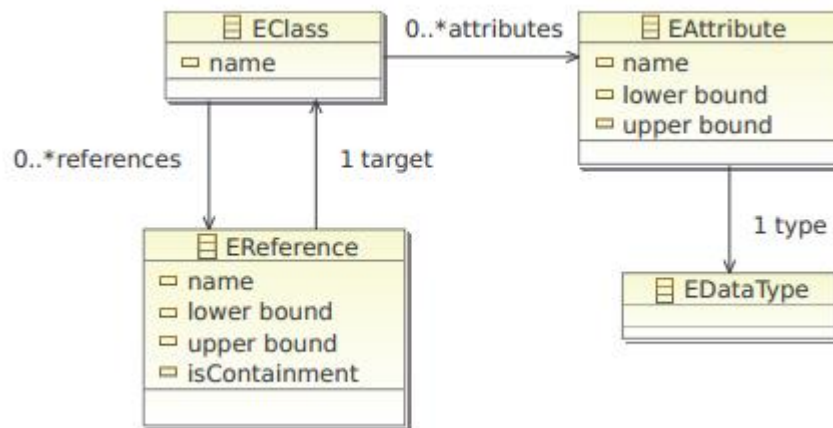 EClass
name
0..*attributes
EAttribute
name
lower bound
upper bound
0..*references
1 target
1 type
EReference
name
lower bound
upper bound
isContainment
EDataType